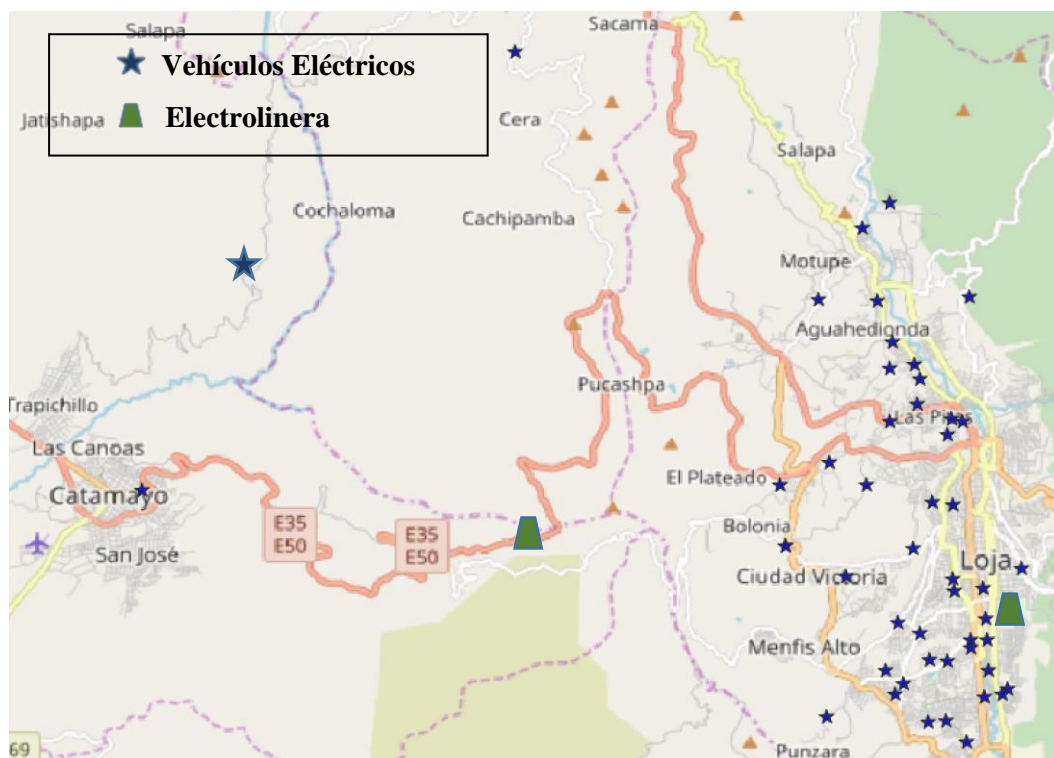 Sacama
Salapa
Vehículos Eléctricos
Jatishapa
Electrolinera
Cera
Salapa
Cochaloma
Cachipamba
Motupe
Aguahedionda
Pucashpa
Trapichillo
Las Pitas
Las Canoas
El Plateado
Catamayo
E35
E50
E35
E50
Bolonia
San José
Loja
Ciudad Victoria
Menfis Alto
69
Punzara